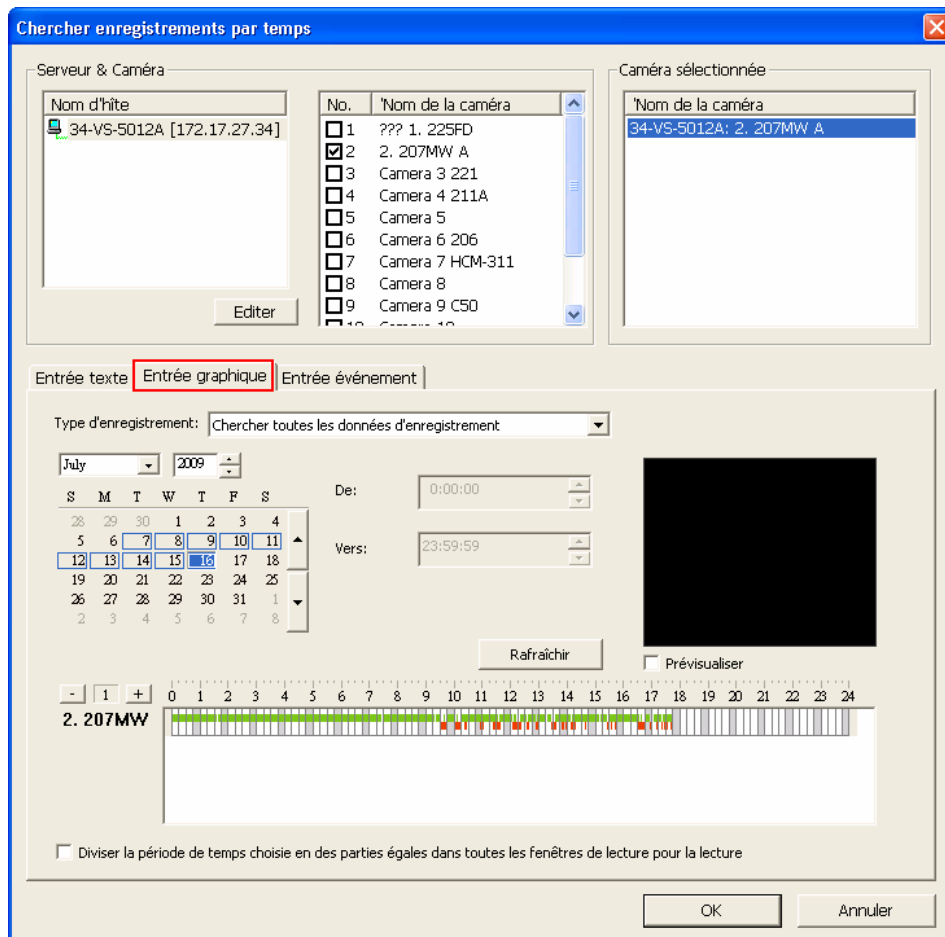 Chercher enregistrements par temps
Serveur & Caméra
Nom d'hîte
34-VS-5012A [172.17.27.34]
Editer
No. 'Nom de la caméra
1 ??? 1. 225FD
2 2. 207MW A
3 Camera 3 221
4 Camera 4 211A
5 Camera 5
6 Camera 6 206
7 Camera 7 HCM-311
8 Camera 8
9 Camera 9 C50
10 Camera 10
Caméra sélectionnée
'Nom de la caméra
34-VS-5012A: 2. 207MW A
Entrée texte Entrée graphique Entrée événement
Type d'enregistrement: Chercher toutes les données d'enregistrement
July 2009
S M T W T F S
28 29 30 1 2 3 4
5 6 7 8 9 10 11
12 13 14 15 16 17 18
19 20 21 22 23 24 25
26 27 28 29 30 31 1
2 3 4 5 6 7 8
De: 0:00:00
Vers: 23:59:59
Rafraîchir
Prévisualiser
- 1 + 0 1 2 3 4 5 6 7 8 9 10 11 12 13 14 15 16 17 18 19 20 21 22 23 24
2. 207MW
Diviser la période de temps choisie en des parties égales dans toutes les fenêtres de lecture pour la lecture
OK Annuler